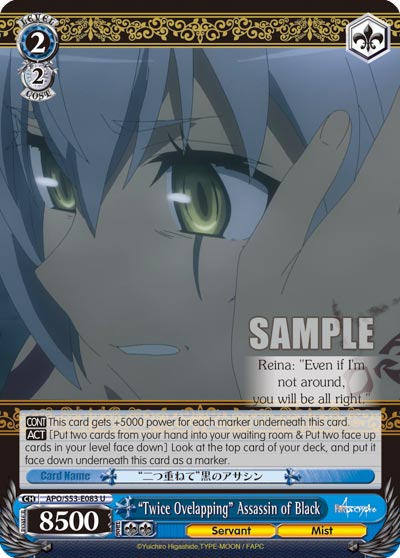 LEVEL
2
2
COST
SAMPLE
Reina: "Even if I'm
not around,
you will be all right."
CONT This card gets +5000 power for each marker underneath this card.
ACT [Put two cards from your hand into your waiting room & Put two face up
cards in your level face down] Look at the top card of your deck, and put it
face down underneath this card as a marker.
Card Name
"二つ重ねて"黒のアサシン
CH
APO/S53-E083 U
"Twice Ovelapping" Assassin of Black
POWER
8500
SOUL
Servant
Mist
©Yuichiro Higashide,TYPE-MOON / FAPC